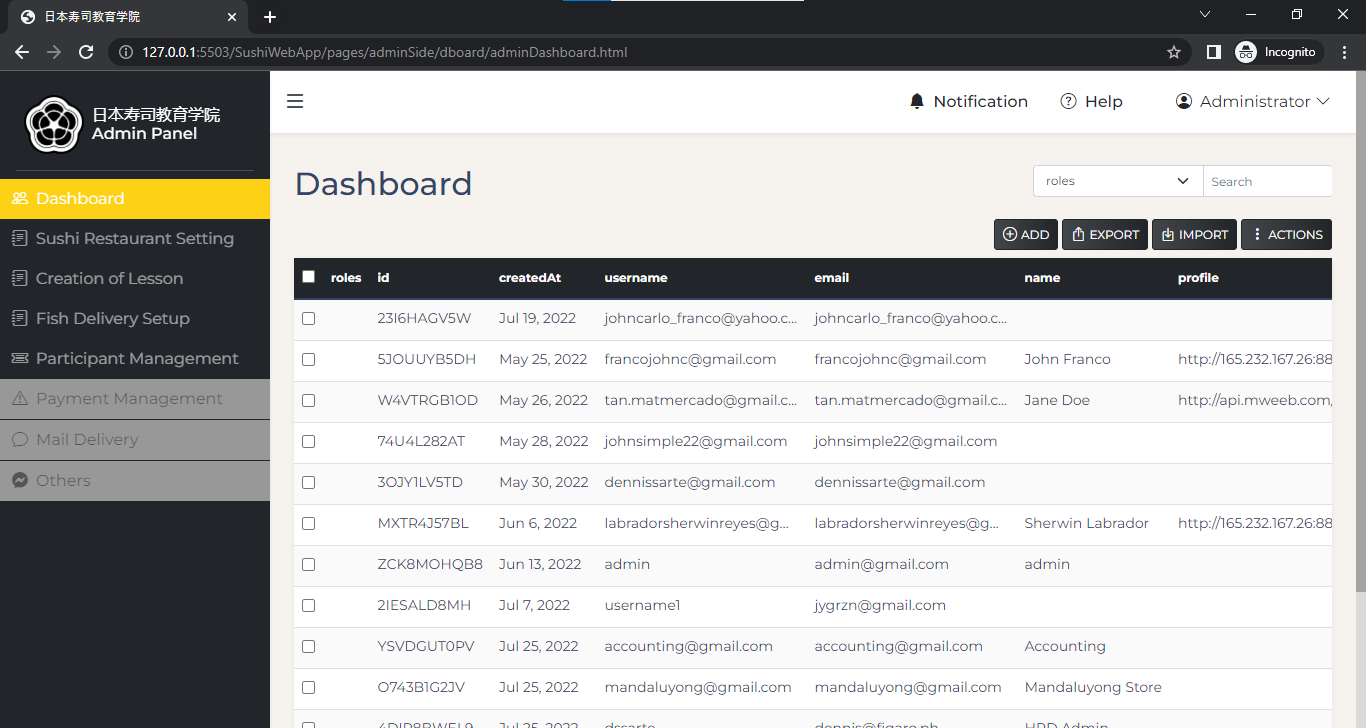 日本寿司教育学院
127.0.0.1:5503/SushiWebApp/pages/adminSide/dboard/adminDashboard.html
Incognito
日本寿司教育学院
Admin Panel
Notification
Help
Administrator
Dashboard
Sushi Restaurant Setting
Creation of Lesson
Fish Delivery Setup
Participant Management
Payment Management
Mail Delivery
Others
Dashboard
roles
Search
ADD
EXPORT
IMPORT
ACTIONS
roles id createdAt username email name profile
23I6HAGV5W Jul 19, 2022 johncarlo_franco@yahoo.c... johncarlo_franco@yahoo.c...
5JOUUYB5DH May 25, 2022 francojohnc@gmail.com francojohnc@gmail.com John Franco http://165.232.167.26:88
W4VTRGB1OD May 26, 2022 tan.matmercado@gmail.c... tan.matmercado@gmail.c... Jane Doe http://api.mweeb.com/
74U4L282AT May 28, 2022 johnsimple22@gmail.com johnsimple22@gmail.com
3OJY1LV5TD May 30, 2022 dennissarte@gmail.com dennissarte@gmail.com
MXTR4J57BL Jun 6, 2022 labradorsherwinreyes@g... labradorsherwinreyes@g... Sherwin Labrador http://165.232.167.26:88
ZCK8MOHQB8 Jun 13, 2022 admin admin@gmail.com admin
2IESALD8MH Jul 7, 2022 username1 jygrzn@gmail.com
YSVDGUT0PV Jul 25, 2022 accounting@gmail.com accounting@gmail.com Accounting
O743B1G2JV Jul 25, 2022 mandaluyong@gmail.com mandaluyong@gmail.com Mandaluyong Store
Jul 25, 2022 dssarte dennis@figaro.ph HRD Admin